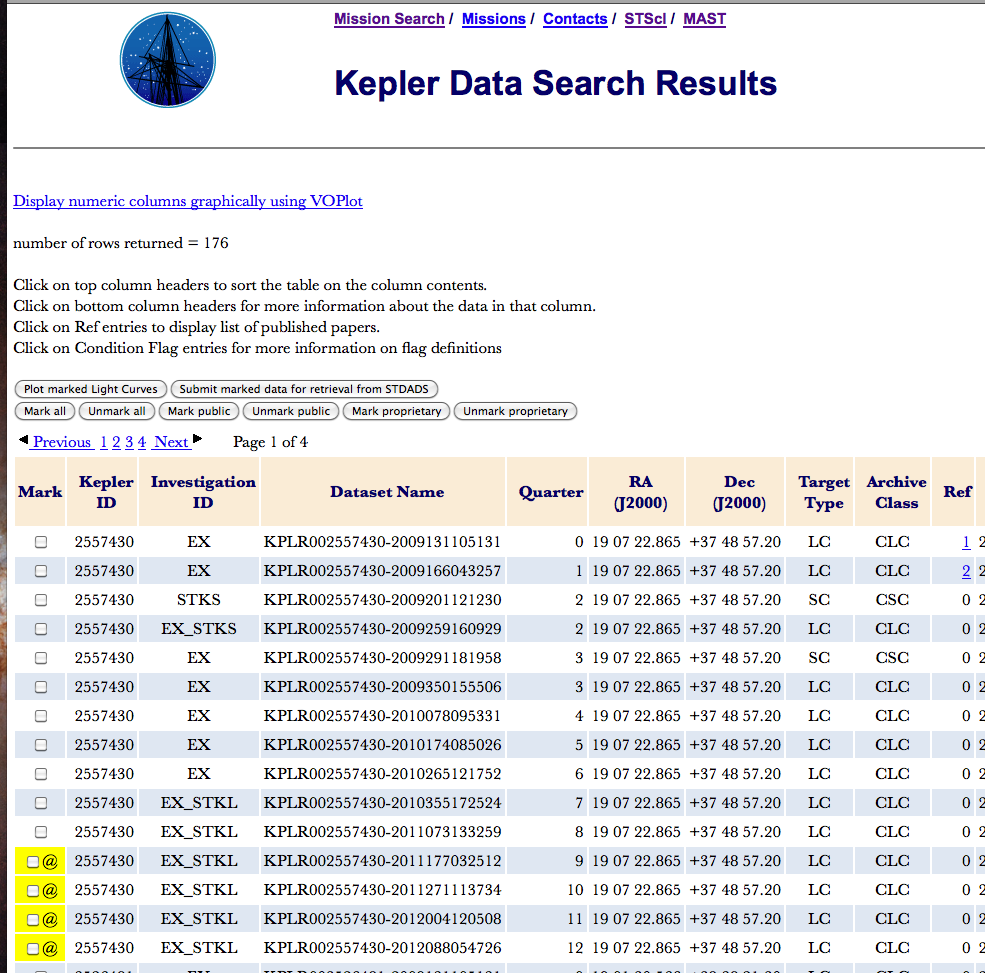 Mission Search / Missions / Contacts / STScI / MAST
Kepler Data Search Results
Display numeric columns graphically using VOPlot
number of rows returned = 176
Click on top column headers to sort the table on the column contents.
Click on bottom column headers for more information about the data in that column.
Click on Ref entries to display list of published papers.
Click on Condition Flag entries for more information on flag definitions
Plot marked Light Curves Submit marked data for retrieval from STDADS
Mark all Unmark all Mark public Unmark public Mark proprietary Unmark proprietary
Previous 1 2 3 4 Next Page 1 of 4
Mark Kepler ID Investigation ID Dataset Name Quarter RA (J2000) Dec (J2000) Target Type Archive Class Ref
2557430 EX KPLR002557430-2009131105131 0 19 07 22.865 +37 48 57.20 LC CLC 1 2
2557430 EX KPLR002557430-2009166043257 1 19 07 22.865 +37 48 57.20 LC CLC 2 2
2557430 STKS KPLR002557430-2009201121230 2 19 07 22.865 +37 48 57.20 SC CSC 0 2
2557430 EX_STKS KPLR002557430-2009259160929 2 19 07 22.865 +37 48 57.20 LC CLC 0 2
2557430 EX KPLR002557430-2009291181958 3 19 07 22.865 +37 48 57.20 SC CSC 0 2
2557430 EX KPLR002557430-2009350155506 3 19 07 22.865 +37 48 57.20 LC CLC 0 2
2557430 EX KPLR002557430-2010078095331 4 19 07 22.865 +37 48 57.20 LC CLC 0 2
2557430 EX KPLR002557430-2010174085026 5 19 07 22.865 +37 48 57.20 LC CLC 0 2
2557430 EX KPLR002557430-2010265121752 6 19 07 22.865 +37 48 57.20 LC CLC 0 2
2557430 EX_STKL KPLR002557430-2010355172524 7 19 07 22.865 +37 48 57.20 LC CLC 0 2
2557430 EX_STKL KPLR002557430-2011073133259 8 19 07 22.865 +37 48 57.20 LC CLC 0 2
@ 2557430 EX_STKL KPLR002557430-2011177032512 9 19 07 22.865 +37 48 57.20 LC CLC 0 2
@ 2557430 EX_STKL KPLR002557430-2011271113734 10 19 07 22.865 +37 48 57.20 LC CLC 0 2
@ 2557430 EX_STKL KPLR002557430-2012004120508 11 19 07 22.865 +37 48 57.20 LC CLC 0 2
@ 2557430 EX_STKL KPLR002557430-2012088054726 12 19 07 22.865 +37 48 57.20 LC CLC 0 2